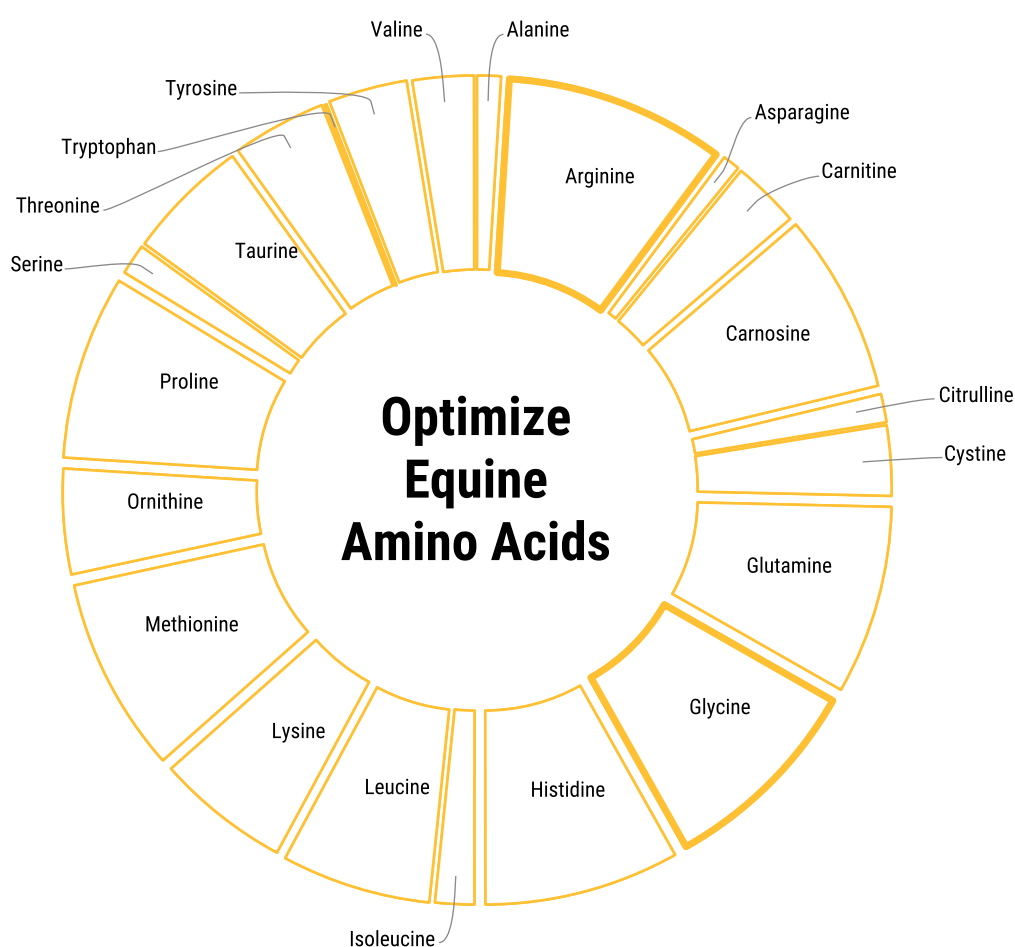 Valine
Alanine
Tyrosine
Asparagine
Tryptophan
Carnitine
Arginine
Threonine
Taurine
Serine
Carnosine
Proline
Citrulline
Optimize
Equine
Amino Acids
Cystine
Ornithine
Glutamine
Methionine
Glycine
Lysine
Leucine
Histidine
Isoleucine